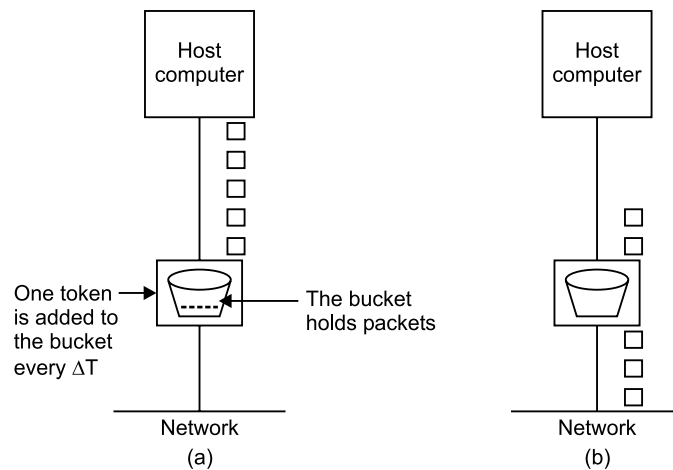 Host
computer
One token
is added to
the bucket
every ΔT
The bucket
holds packets
Network
(a)
Host
computer
Network
(b)